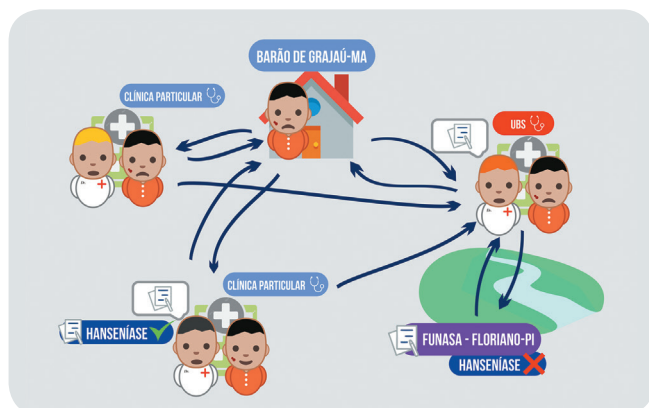 BARÃO DE GRAJAÚ-MA
CLÍNICA PARTICULAR
UBS
CLÍNICA PARTICULAR
HANSENÍASE
FUNASA - FLORIANO-PI
HANSENÍASE